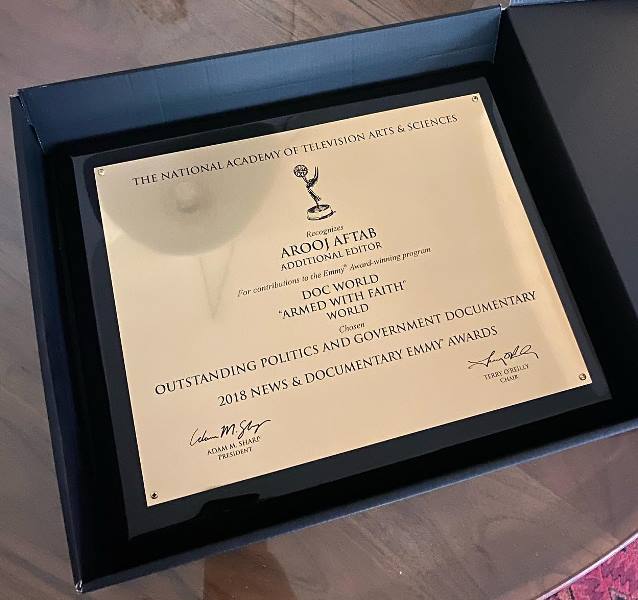 THE NATIONAL ACADEMY OF TELEVISION ARTS & SCIENCES
Recognizes
AROOJ AFTAB
ADDITIONAL EDITOR
For contributions to the Emmy® Award-winning program
DOC WORLD
"ARMED WITH FAITH"
WORLD
Chosen
OUTSTANDING POLITICS AND GOVERNMENT DOCUMENTARY
2018 NEWS & DOCUMENTARY EMMY® AWARDS
TERRY O'REILLY
CHAIR
Adam M. Sharp
ADAM M. SHARP
PRESIDENT